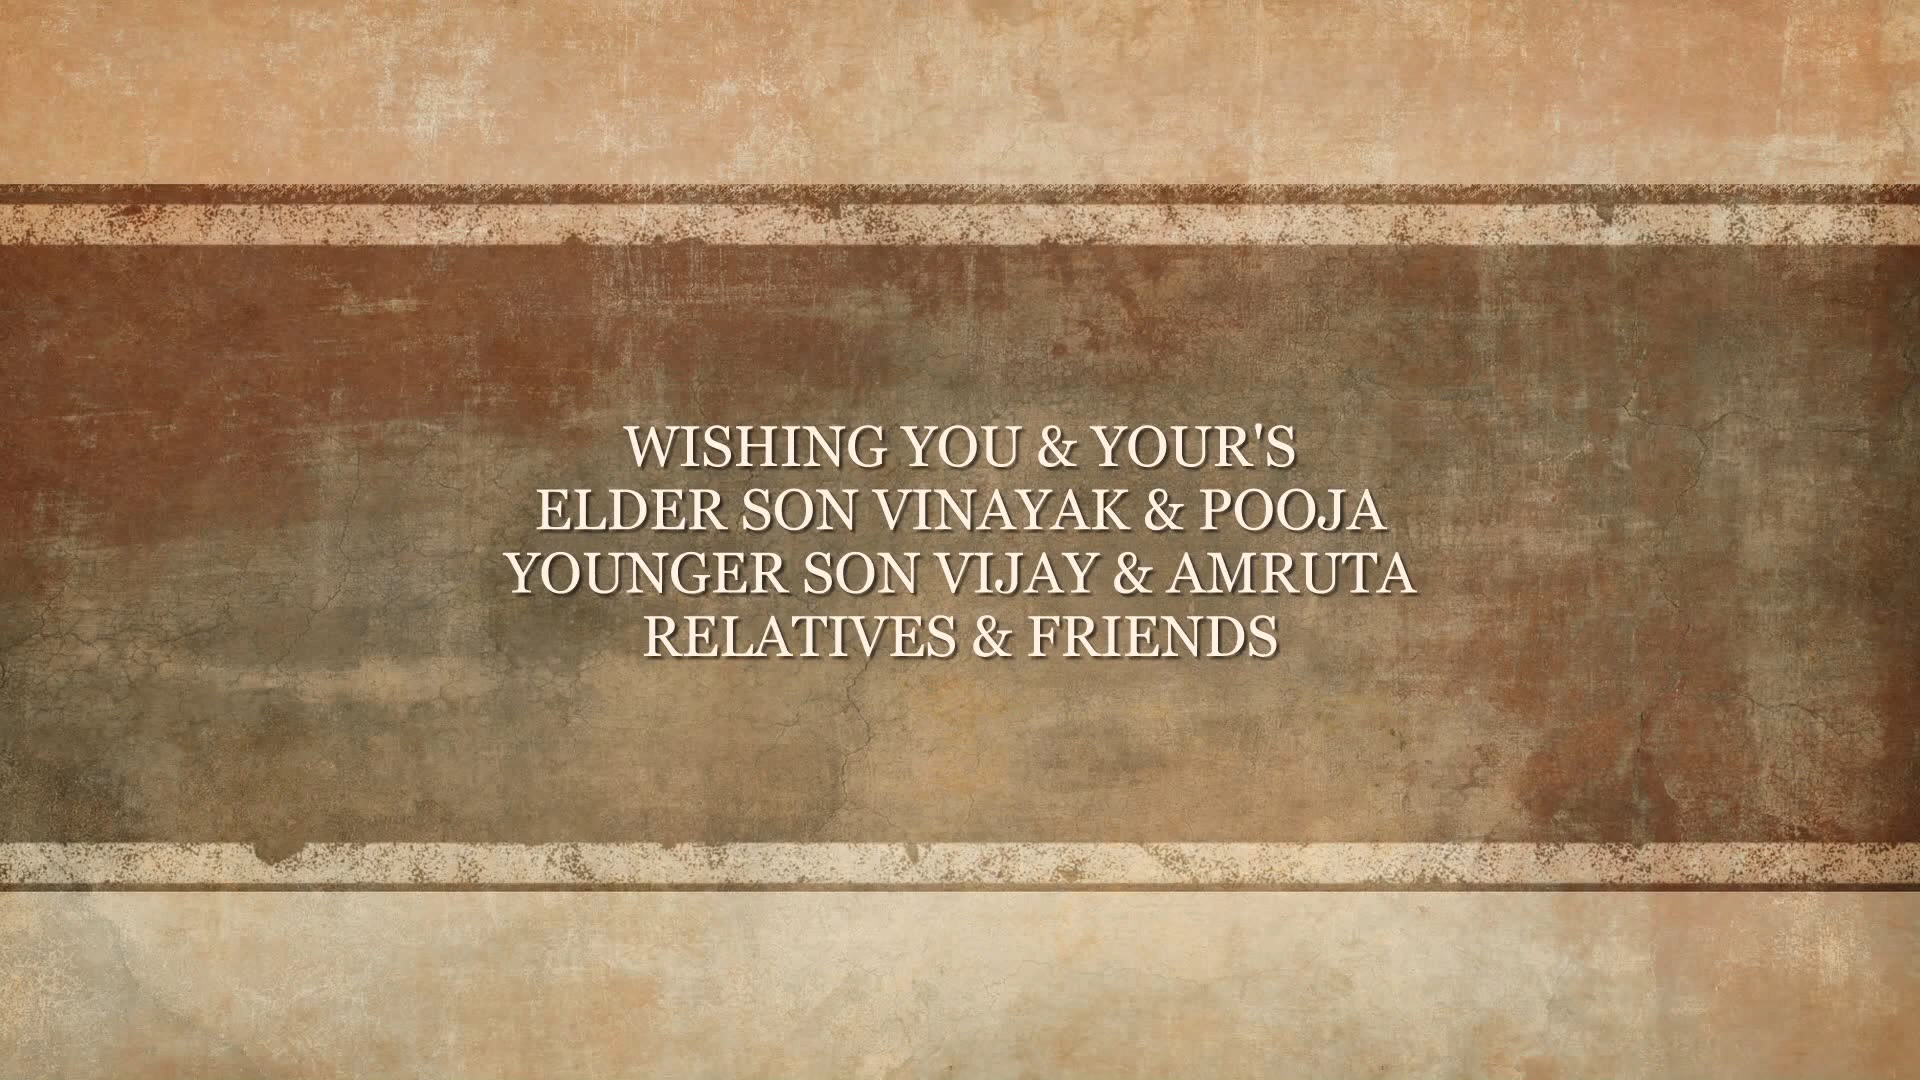 WISHING YOU & YOUR'S
ELDER SON VINAYAK & POOJA
YOUNGER SON VIJAY & AMRUTA
RELATIVES & FRIENDS